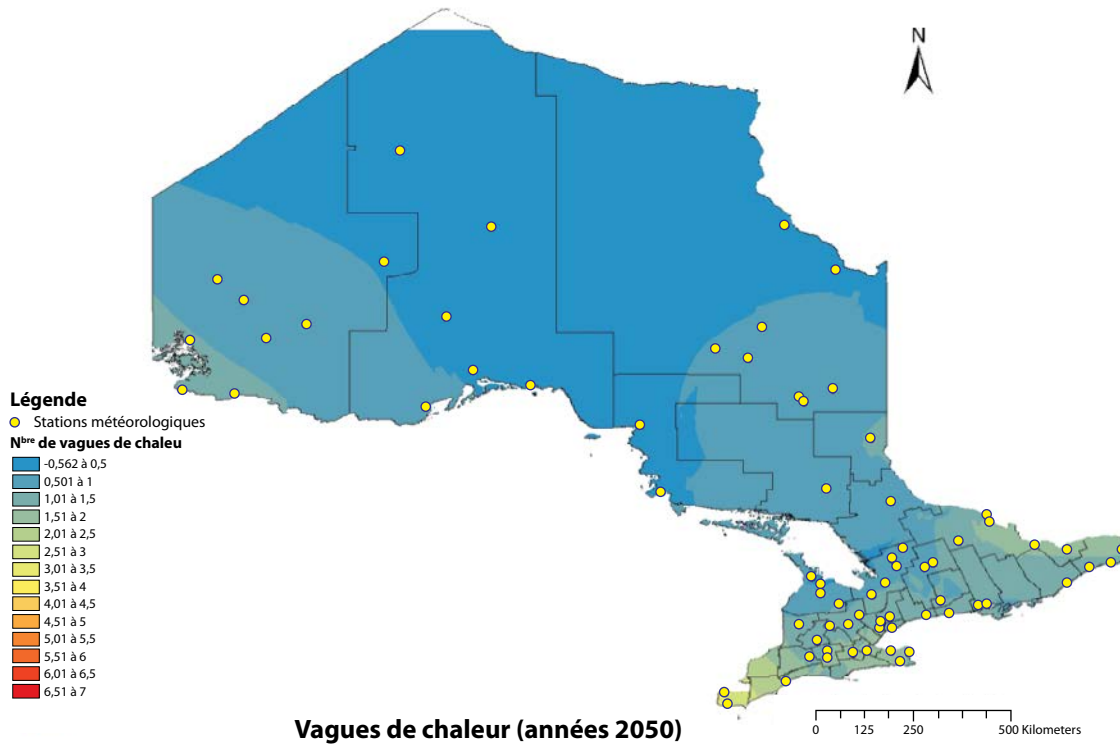 N
Légende
Stations météorologiques
Nbre de vagues de chaleu
-0,562 à 0,5
0,501 à 1
1,01 à 1,5
1,51 à 2
2,01 à 2,5
2,51 à 3
3,01 à 3,5
3,51 à 4
4,01 à 4,5
4,51 à 5
5,01 à 5,5
5,51 à 6
6,01 à 6,5
6,51 à 7
Vagues de chaleur (années 2050)
0 125 250 500 Kilometers